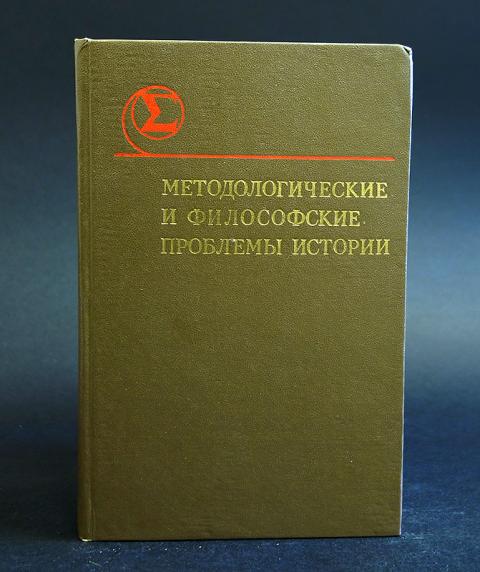 Σ
МЕТОДОЛОГИЧЕСКИЕ
И ФИЛОСОФСКИЕ
ПРОБЛЕМЫ ИСТОРИИ